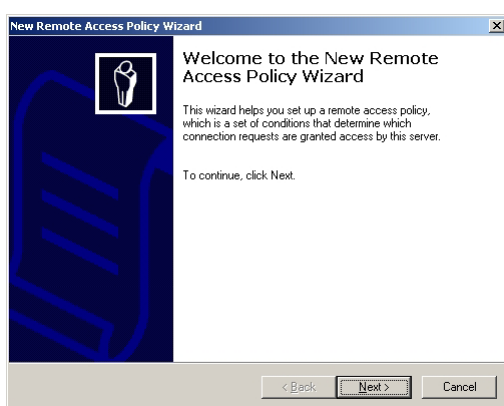 New Remote Access Policy Wizard
Welcome to the New Remote
Access Policy Wizard
This wizard helps you set up a remote access policy,
which is a set of conditions that determine which
connection requests are granted access by this server.
To continue, click Next.
< Back
Next >
Cancel